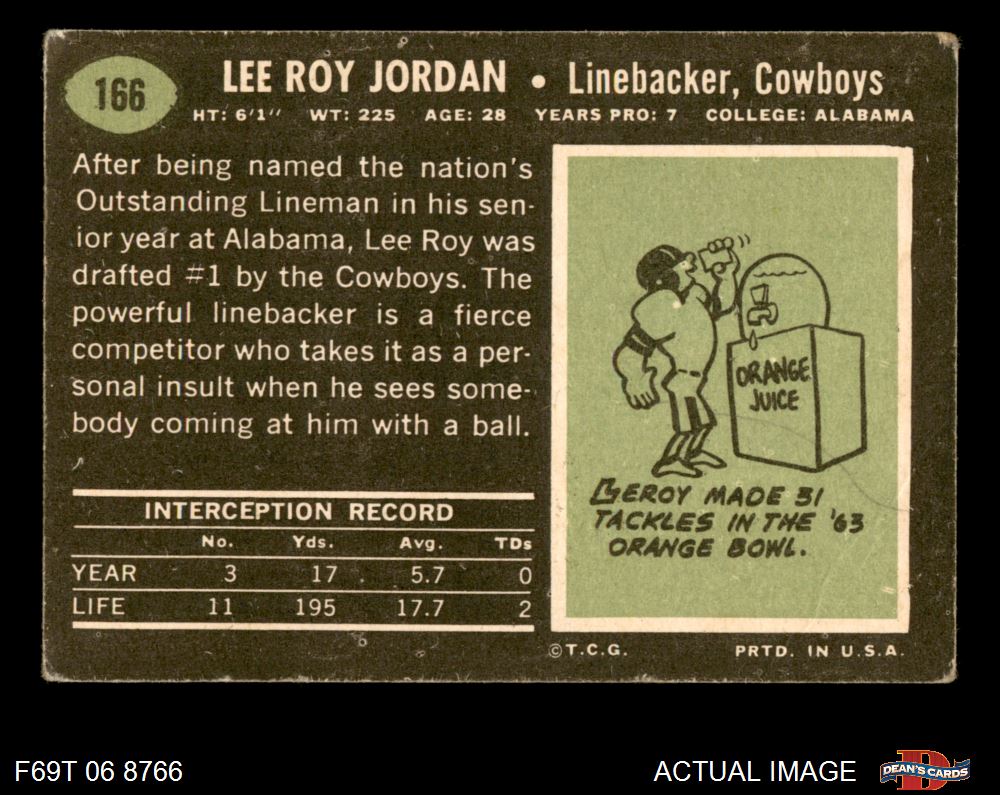 166
LEE ROY JORDAN • Linebacker, Cowboys
HT: 6'1" WT: 225 AGE: 28 YEARS PRO: 7 COLLEGE: ALABAMA
After being named the nation's
Outstanding Lineman in his sen-
ior year at Alabama, Lee Roy was
drafted #1 by the Cowboys. The
powerful linebacker is a fierce
competitor who takes it as a per-
sonal insult when he sees some-
body coming at him with a ball.
INTERCEPTION RECORD
No. Yds. Avg. TDs
YEAR 3 17 5.7 0
LIFE 11 195 17.7 2
ORANGE
JUICE
LEROY MADE 31
TACKLES IN THE '63
ORANGE BOWL.
©T.C.G. PRTD. IN U.S.A.
F69T 06 8766
ACTUAL IMAGE
DEAN'S CARDS